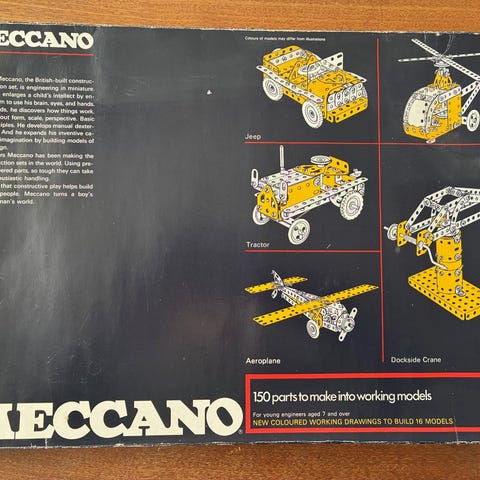 MECCANO
Meccano, the British-built construc-
on set, is engineering in miniature.
enlarges a child's intellect by en-
m to use his brain, eyes, and hands.
ds, he discovers how things work.
out form, scale, perspective. Basic
iples. He develops manual dexter-
And he expands his inventive ca-
imagination by building models of
gn.
rs Meccano has been making the
ction sets in the world. Using pre-
ered parts, so tough they can take
usiastic handling.
that constructive play helps build
people. Meccano turns a boy's
man's world.
Colours of models may differ from illustrations
Jeep
Tractor
Aeroplane
Dockside Crane
MECCANO®
150 parts to make into working models
For young engineers aged 7 and over
NEW COLOURED WORKING DRAWINGS TO BUILD 16 MODELS